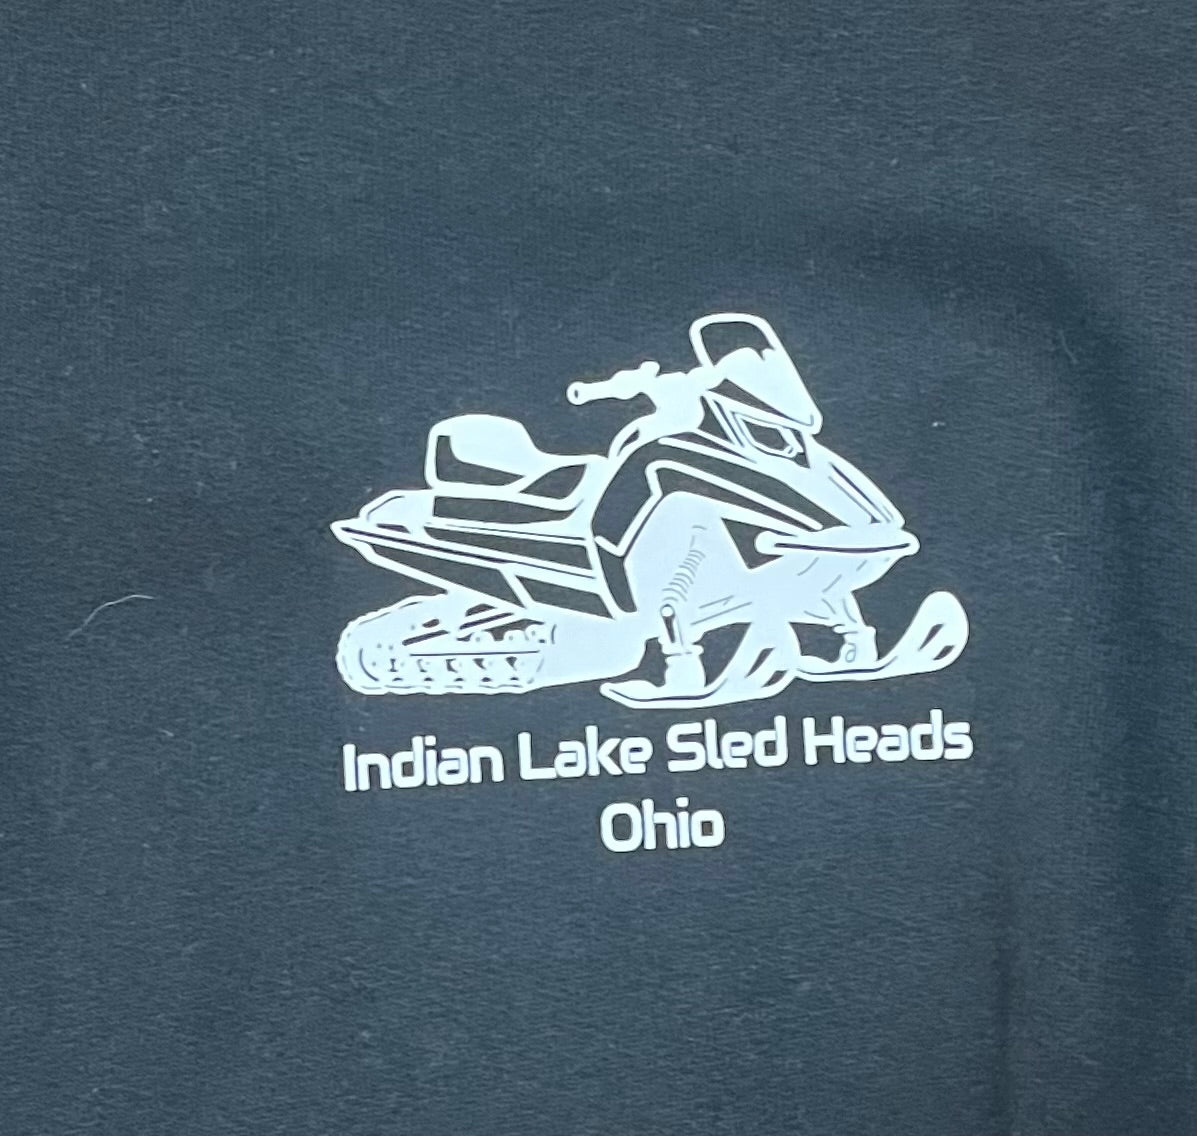 Indian Lake Sled Heads
Ohio